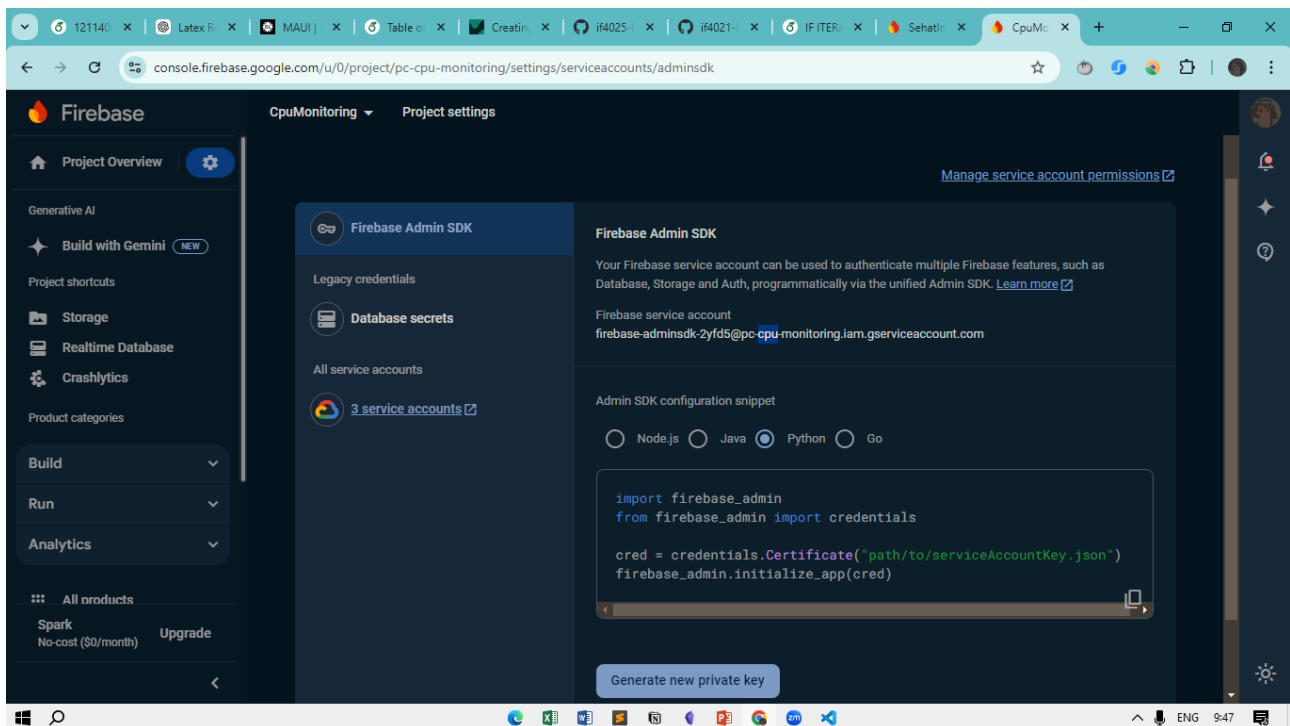 121140
Latex R
MAUI |
Table o
Creatin
if4025-
if4021-
IF ITERA
SehatIn
CpuMo
console.firebase.google.com/u/0/project/pc-cpu-monitoring/settings/serviceaccounts/adminsdk
Firebase
CpuMonitoring
Project settings
Project Overview
Generative AI
Build with Gemini NEW
Project shortcuts
Storage
Realtime Database
Crashlytics
Product categories
Build
Run
Analytics
All products
Spark
No-cost ($0/month)
Upgrade
Manage service account permissions
Firebase Admin SDK
Legacy credentials
Database secrets
All service accounts
3 service accounts
Firebase Admin SDK
Your Firebase service account can be used to authenticate multiple Firebase features, such as
Database, Storage and Auth, programmatically via the unified Admin SDK. Learn more
Firebase service account
firebase-adminsdk-2yfd5@pc-cpu-monitoring.iam.gserviceaccount.com
Admin SDK configuration snippet
Node.js Java Python Go
import firebase_admin
from firebase_admin import credentials
cred = credentials.Certificate("path/to/serviceAccountKey.json")
firebase_admin.initialize_app(cred)
Generate new private key
ENG 9:47